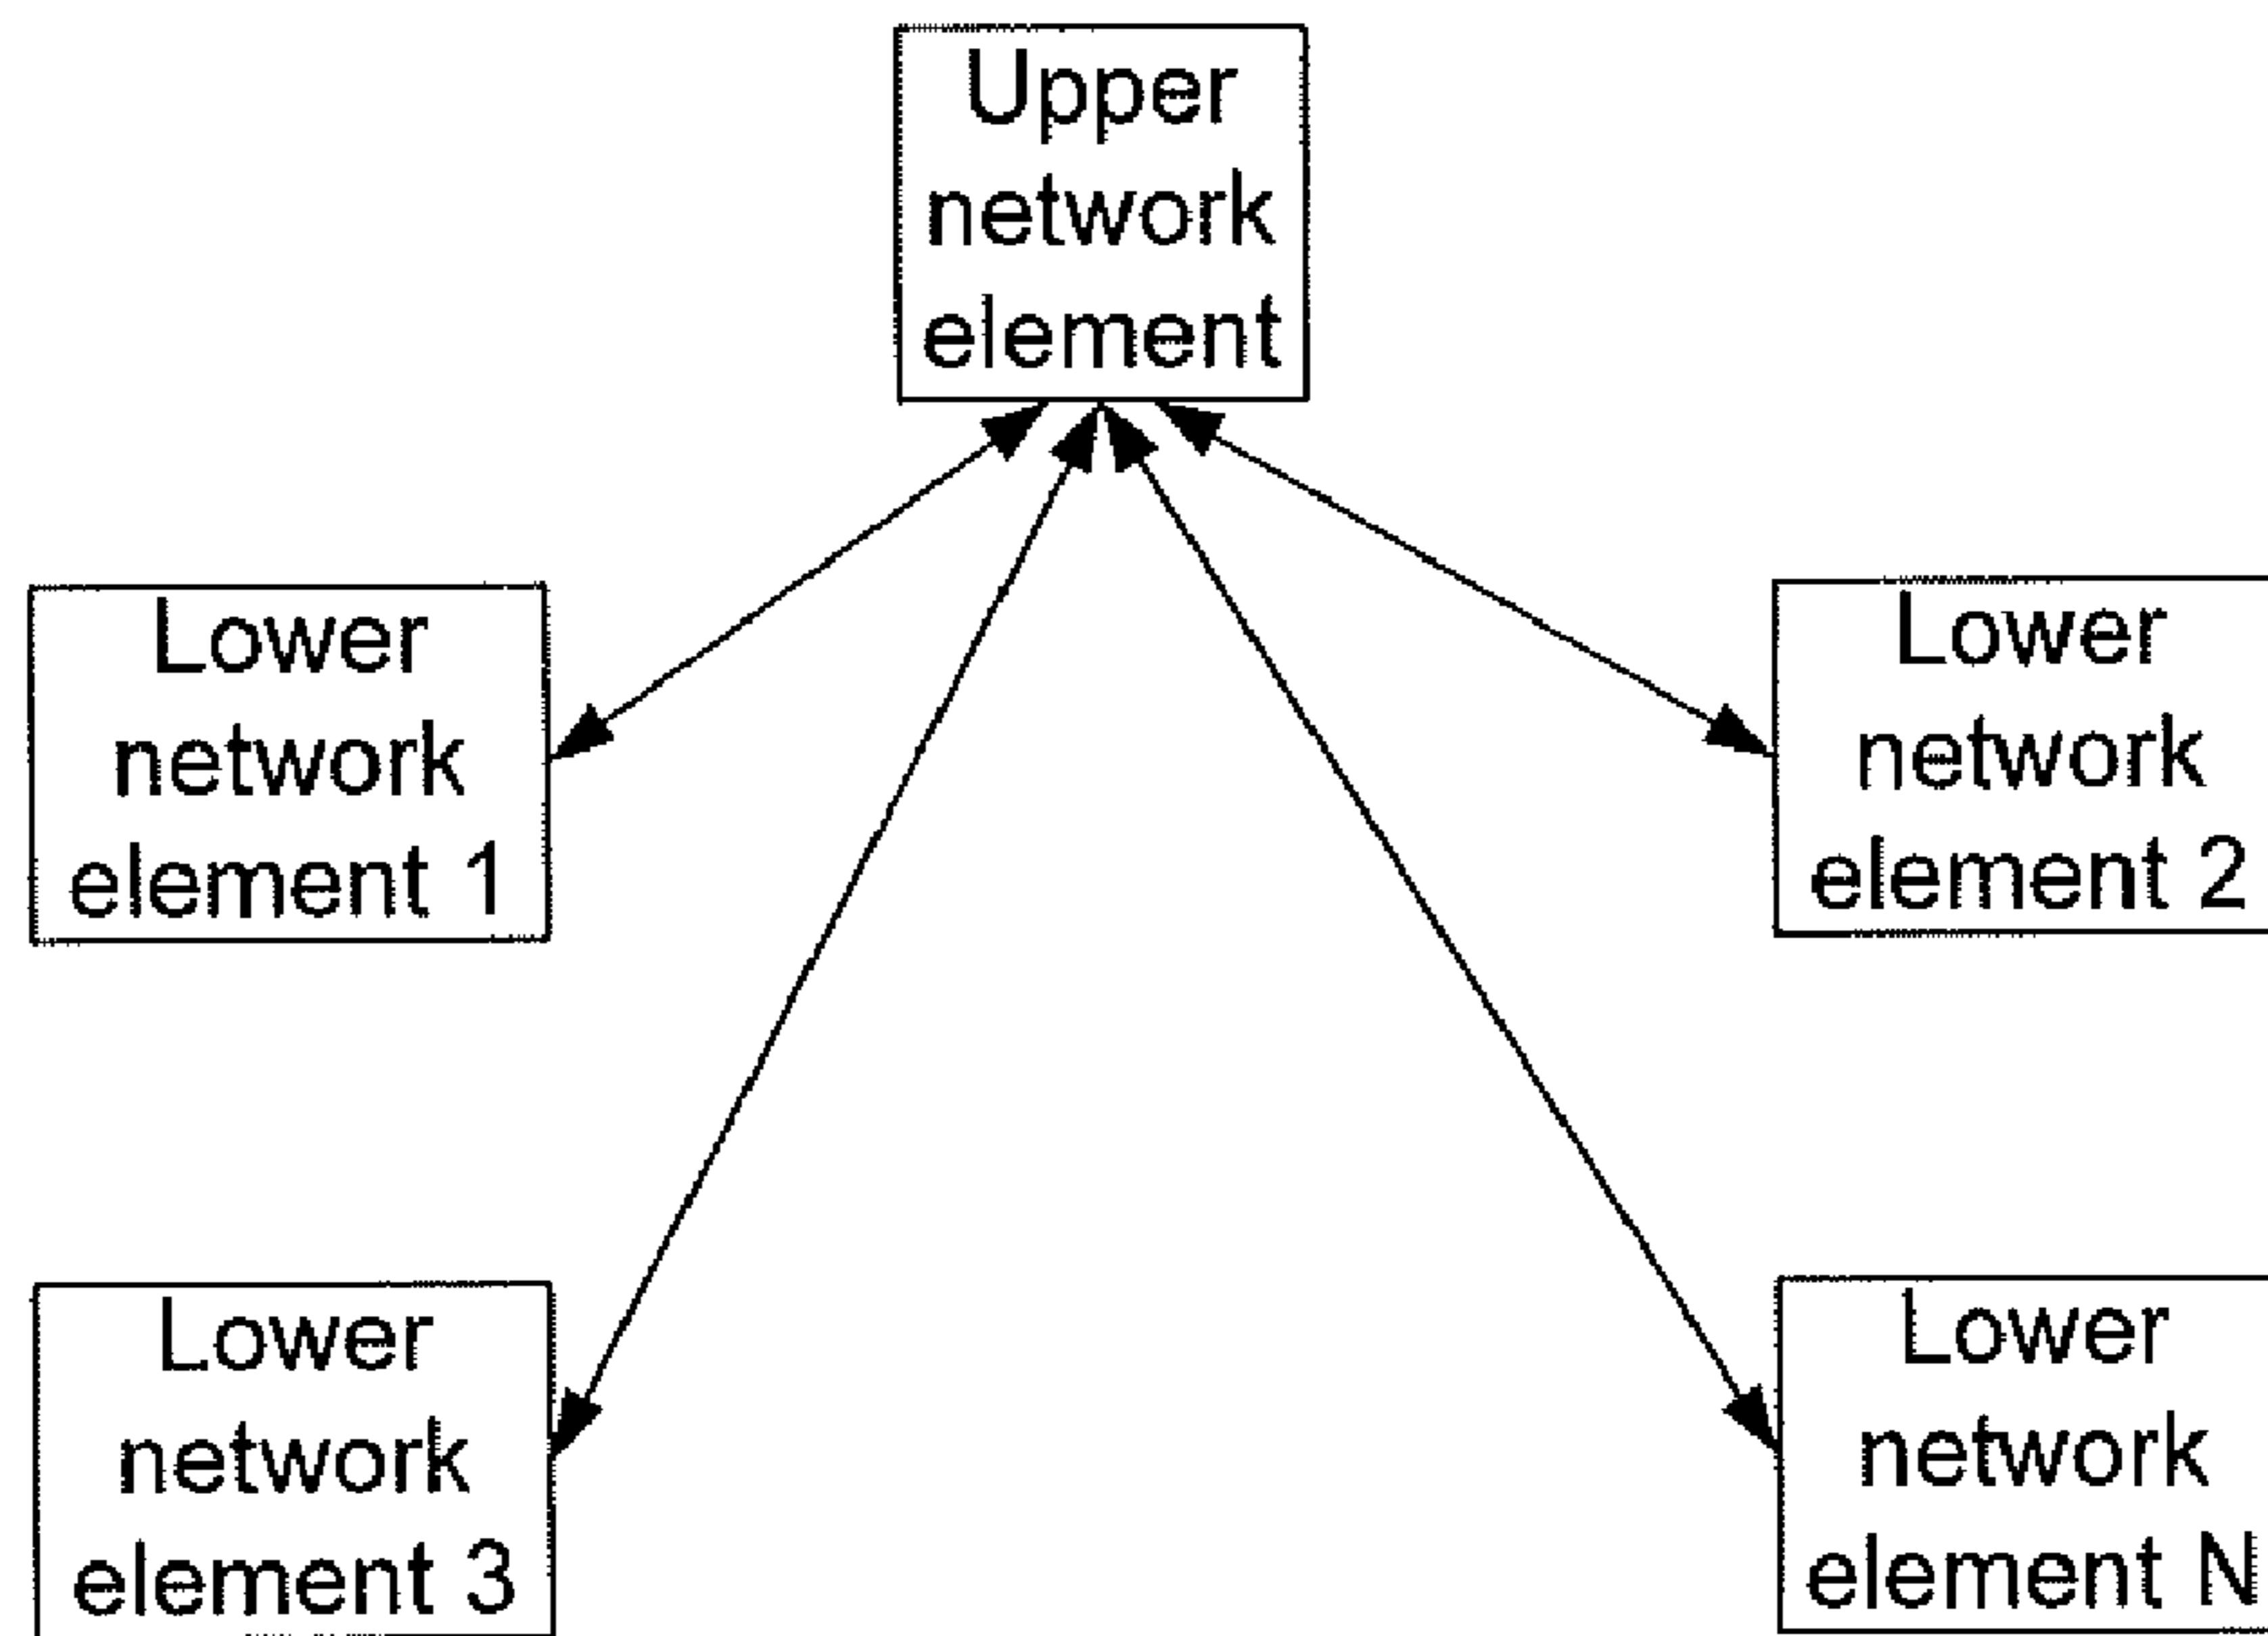 Upper
network
element
Lower
network
element 1
Lower
network
element 2
Lower
network
element 3
Lower
network
element N